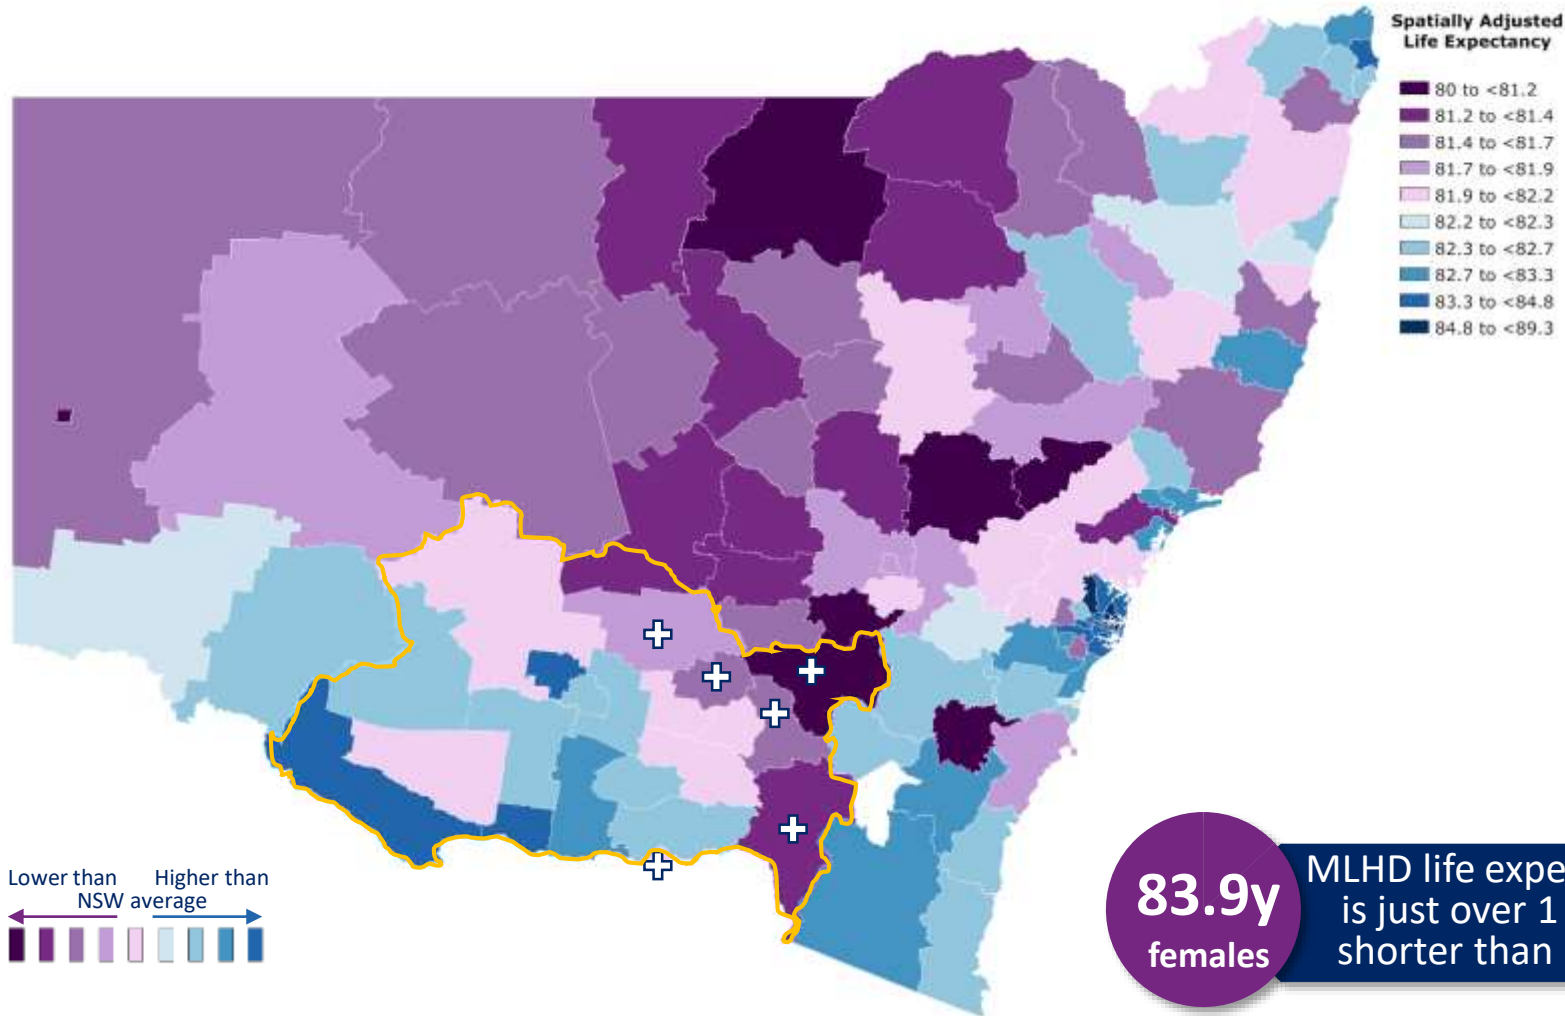 Spatially Adjusted
Life Expectancy
80 to <81.2
81.2 to <81.4
81.4 to <81.7
81.7 to <81.9
81.9 to <82.2
82.2 to <82.3
82.3 to <82.7
82.7 to <83.3
83.3 to <84.8
84.8 to <89.3
Lower than Higher than
NSW average
83.9y
females
MLHD life expe
is just over 1
shorter than